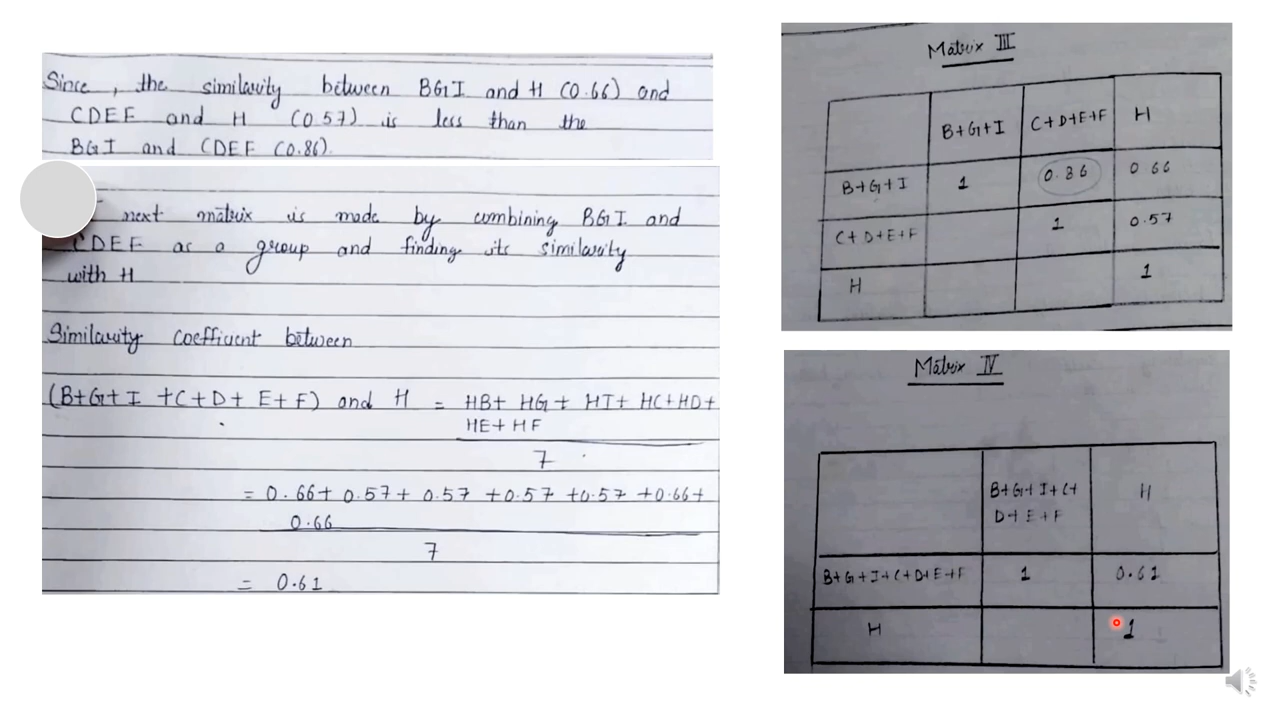 Since, the similarity between BGI and H (0.66) and
CDEF and H (0.57) is less than the
BGI and CDEF (0.86).
next matrix is made by combining BGI and
CDEF as a group and finding its similarity
with H
Similarity coefficient between
(B+G+I +C+D+ E+F) and H = HB+ HG+ HI+ HC+HD+
HE+ HF
7
= 0.66+ 0.57+ 0.57 +0.57 +0.57 +0.66+
0.66
7
= 0.61
Matrix III
B+G+I C+D+E+F H
B+G+I 1 0.86 0.66
C+D+E+F 1 0.57
H 1
Matrix IV
B+G+I+C+ H
D+E+F
B+G+I+C+D+E+F 1 0.61
H 1